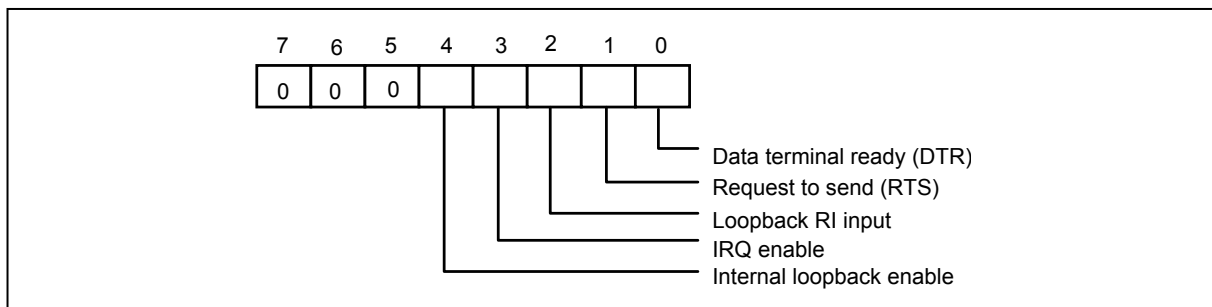 7 6 5 4 3 2 1 0
0 0 0
Data terminal ready (DTR)
Request to send (RTS)
Loopback RI input
IRQ enable
Internal loopback enable